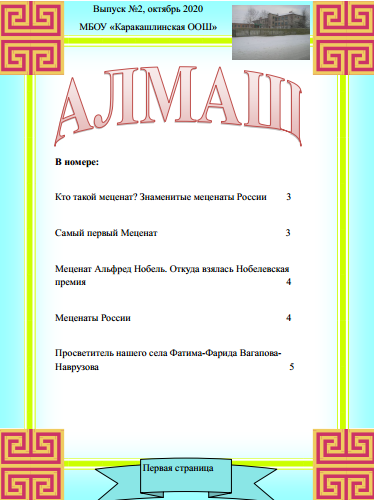 Выпуск №2, октябрь 2020
МБОУ «Каракашлинская ООШ»
АЛМАШ
В номере:
Кто такой меценат? Знаменитые меценаты России 3
Самый первый Меценат 3
Меценат Альфред Нобель. Откуда взялась Нобелевская
премия 4
Меценаты России 4
Просветитель нашего села Фатима-Фарида Вагапова-
Наврузова 5
Первая страница